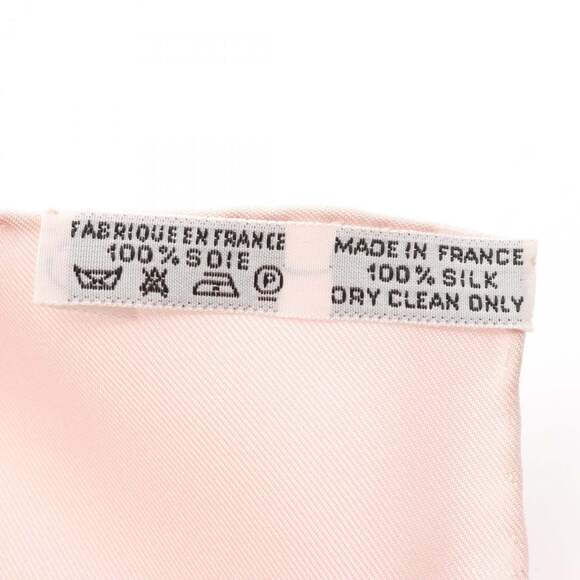 FABRIQUE EN FRANCE
100% SOIE
P
MADE IN FRANCE
100% SILK
DRY CLEAN ONLY